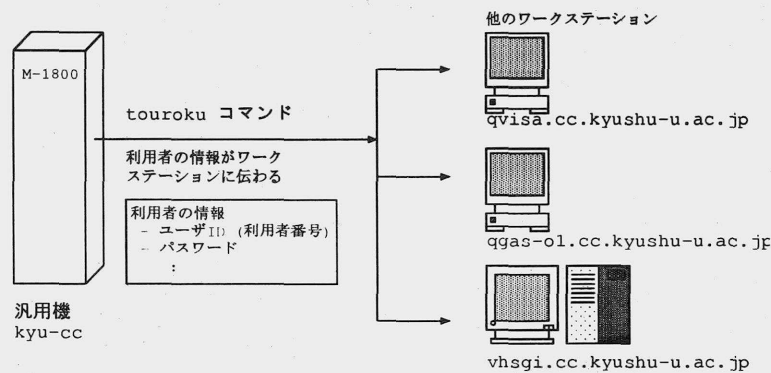 他のワークステーション
M-1800
touroku コマンド
qvisa.cc.kyushu-u.ac.jp
利用者の情報がワーク
ステーションに伝わる
利用者の情報
- ユーザID (利用者番号)
- パスワード
:
qgas-o1.cc.kyushu-u.ac.jp
汎用機
kyu-cc
vhsgi.cc.kyushu-u.ac.jp